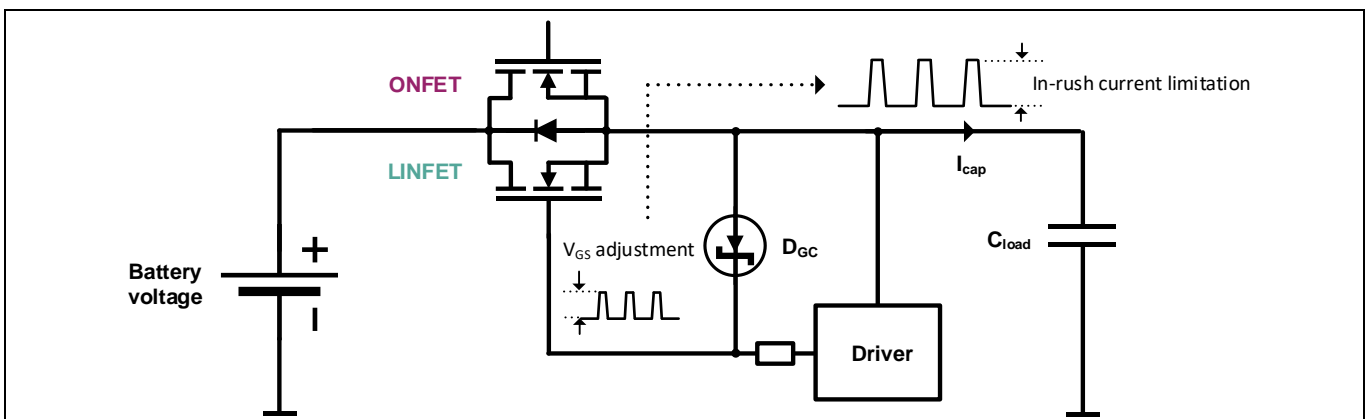 ONFET
In-rush current limitation
LINFET
Icap
VGS adjustment
DGC
Cload
Battery
voltage
+
–
Driver